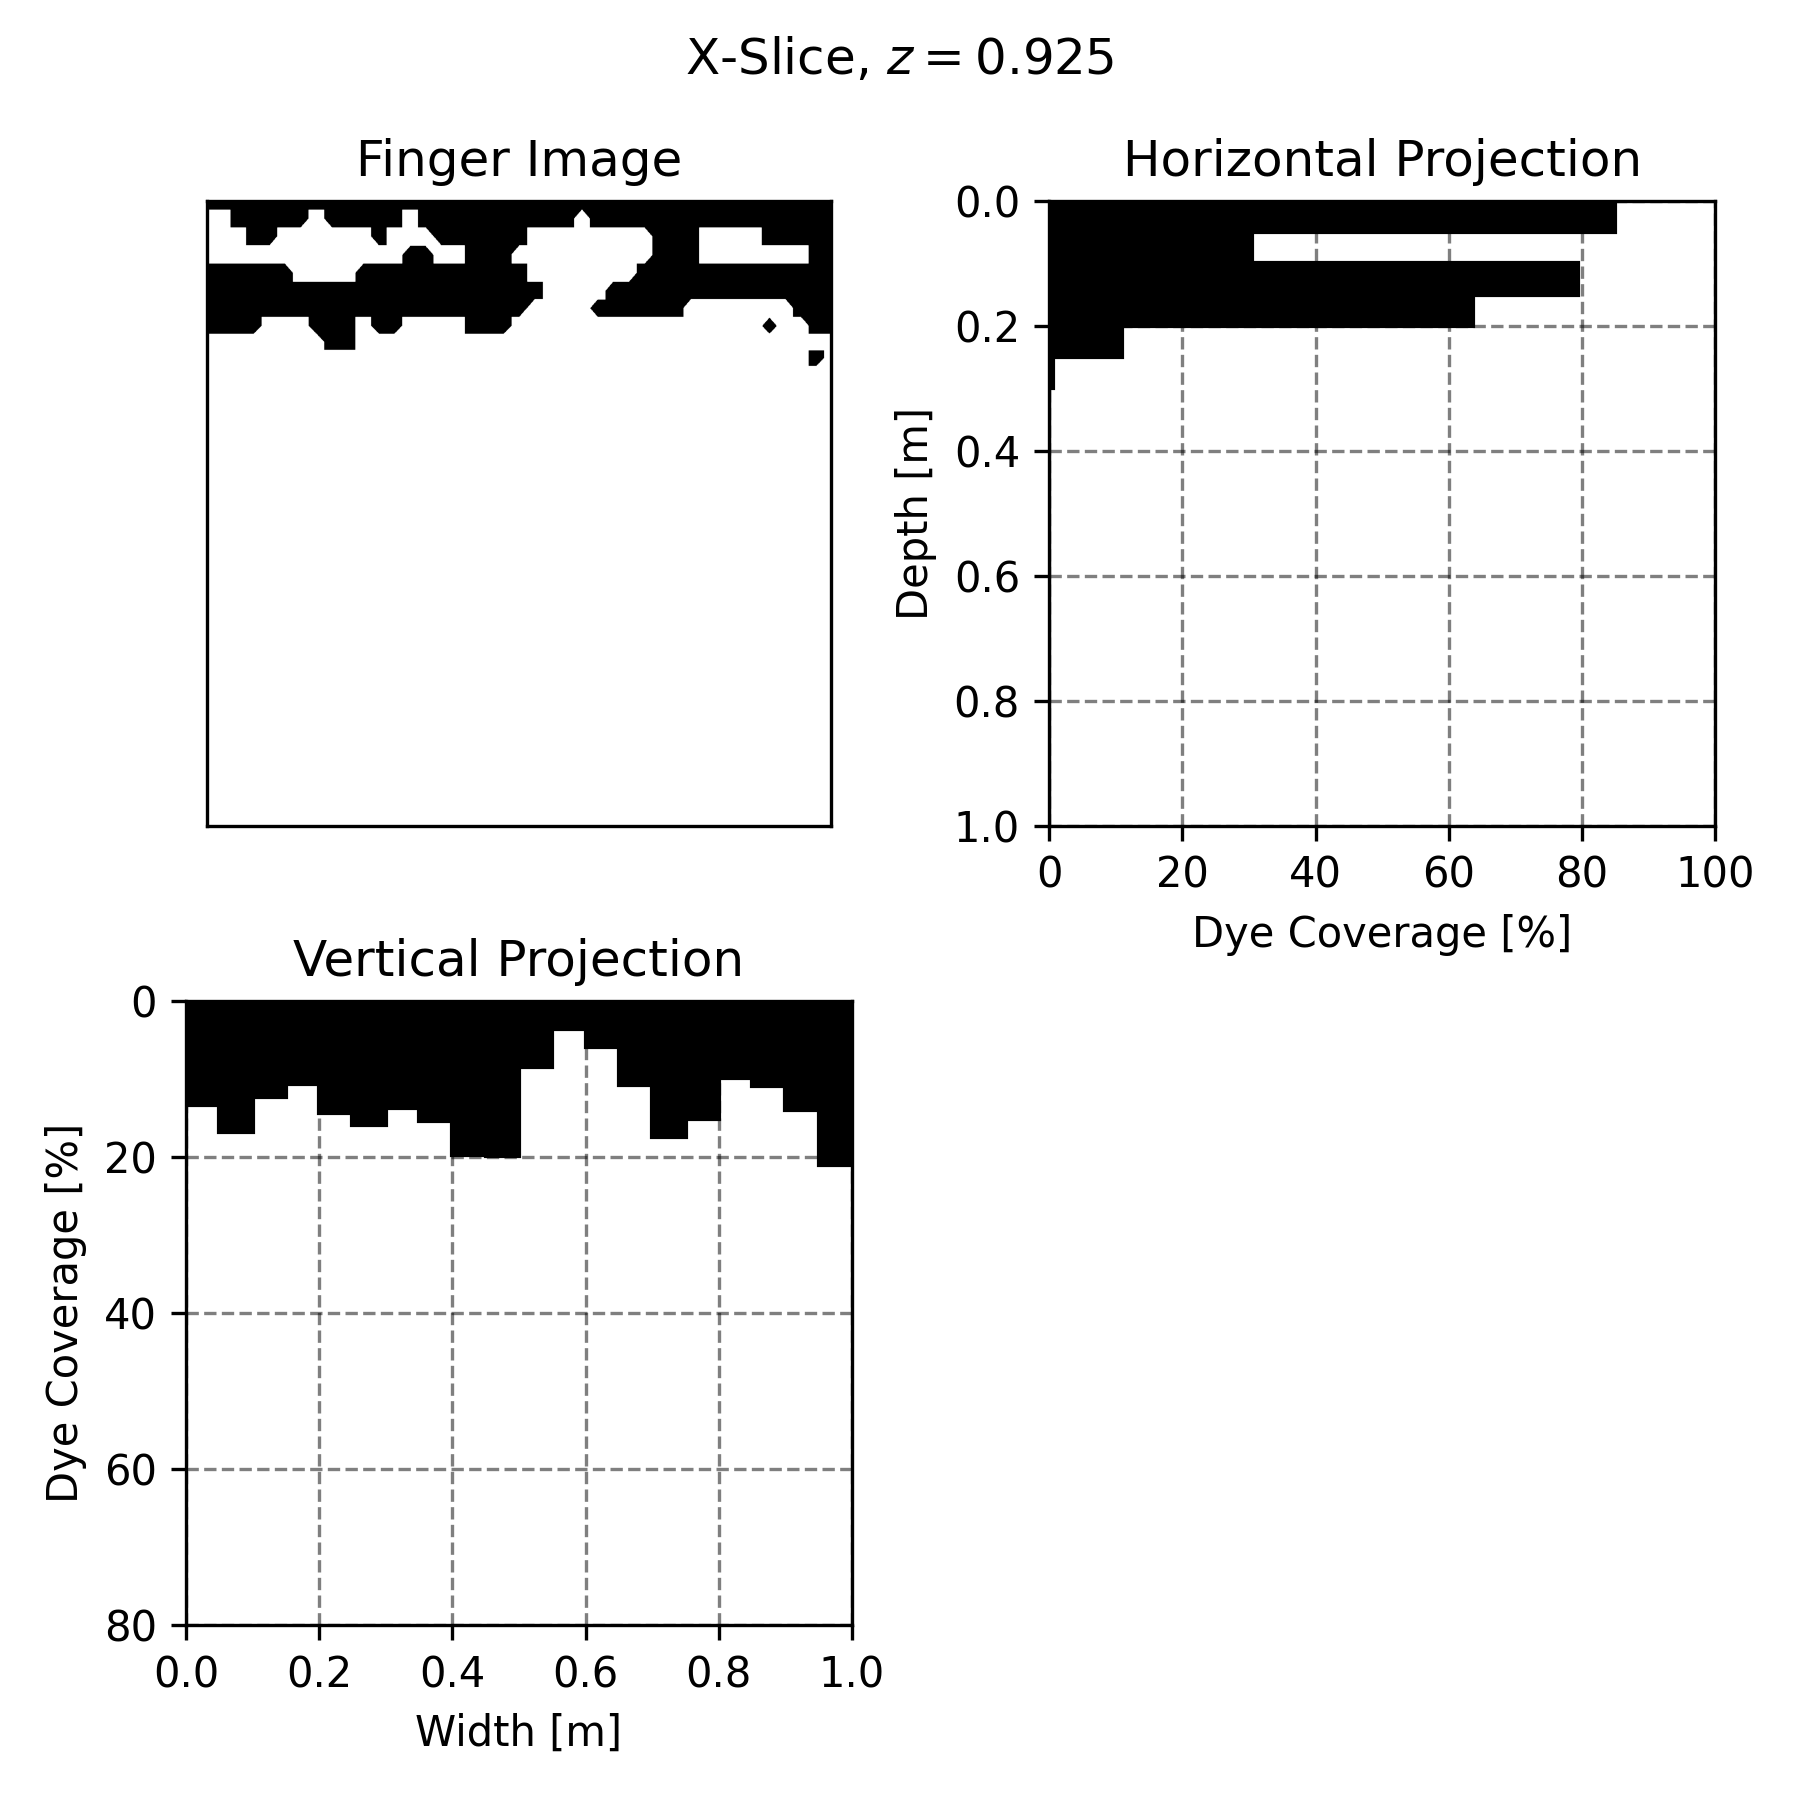 X-Slice, z = 0.925
Finger Image
Horizontal Projection
0.0
0.2
0.4
0.6
0.8
1.0
Depth [m]
0 20 40 60 80 100
Dye Coverage [%]
Vertical Projection
0
20
40
60
80
Dye Coverage [%]
0.0 0.2 0.4 0.6 0.8 1.0
Width [m]